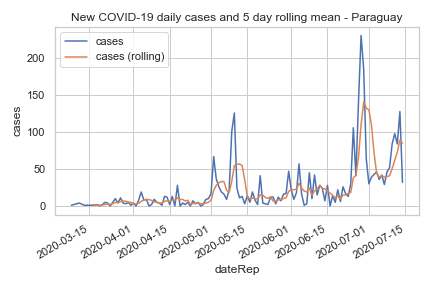 New COVID-19 daily cases and 5 day rolling mean - Paraguay
cases
cases (rolling)
cases
200
150
100
50
0
2020-03-15
2020-04-01
2020-04-15
2020-05-01
2020-05-15
2020-06-01
2020-06-15
2020-07-01
2020-07-15
dateRep